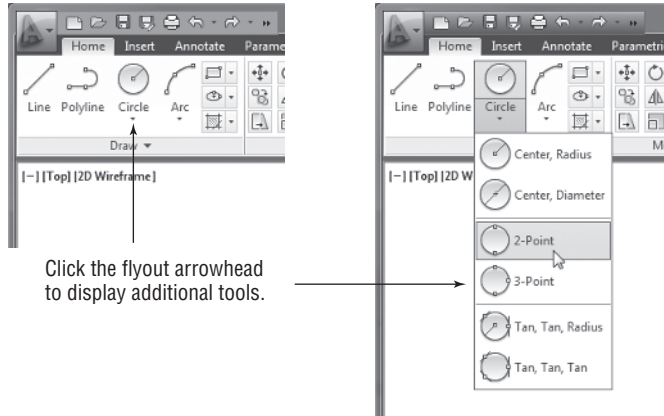 Home Insert Annotate Parame
Line Polyline Circle Arc
Draw
[−] [Top] [2D Wireframe]
Click the flyout arrowhead
to display additional tools.
Home Insert Annotate Parametri
Line Polyline Circle Arc
M
[−] [Top] [2D W
Center, Radius
Center, Diameter
2-Point
3-Point
Tan, Tan, Radius
Tan, Tan, Tan